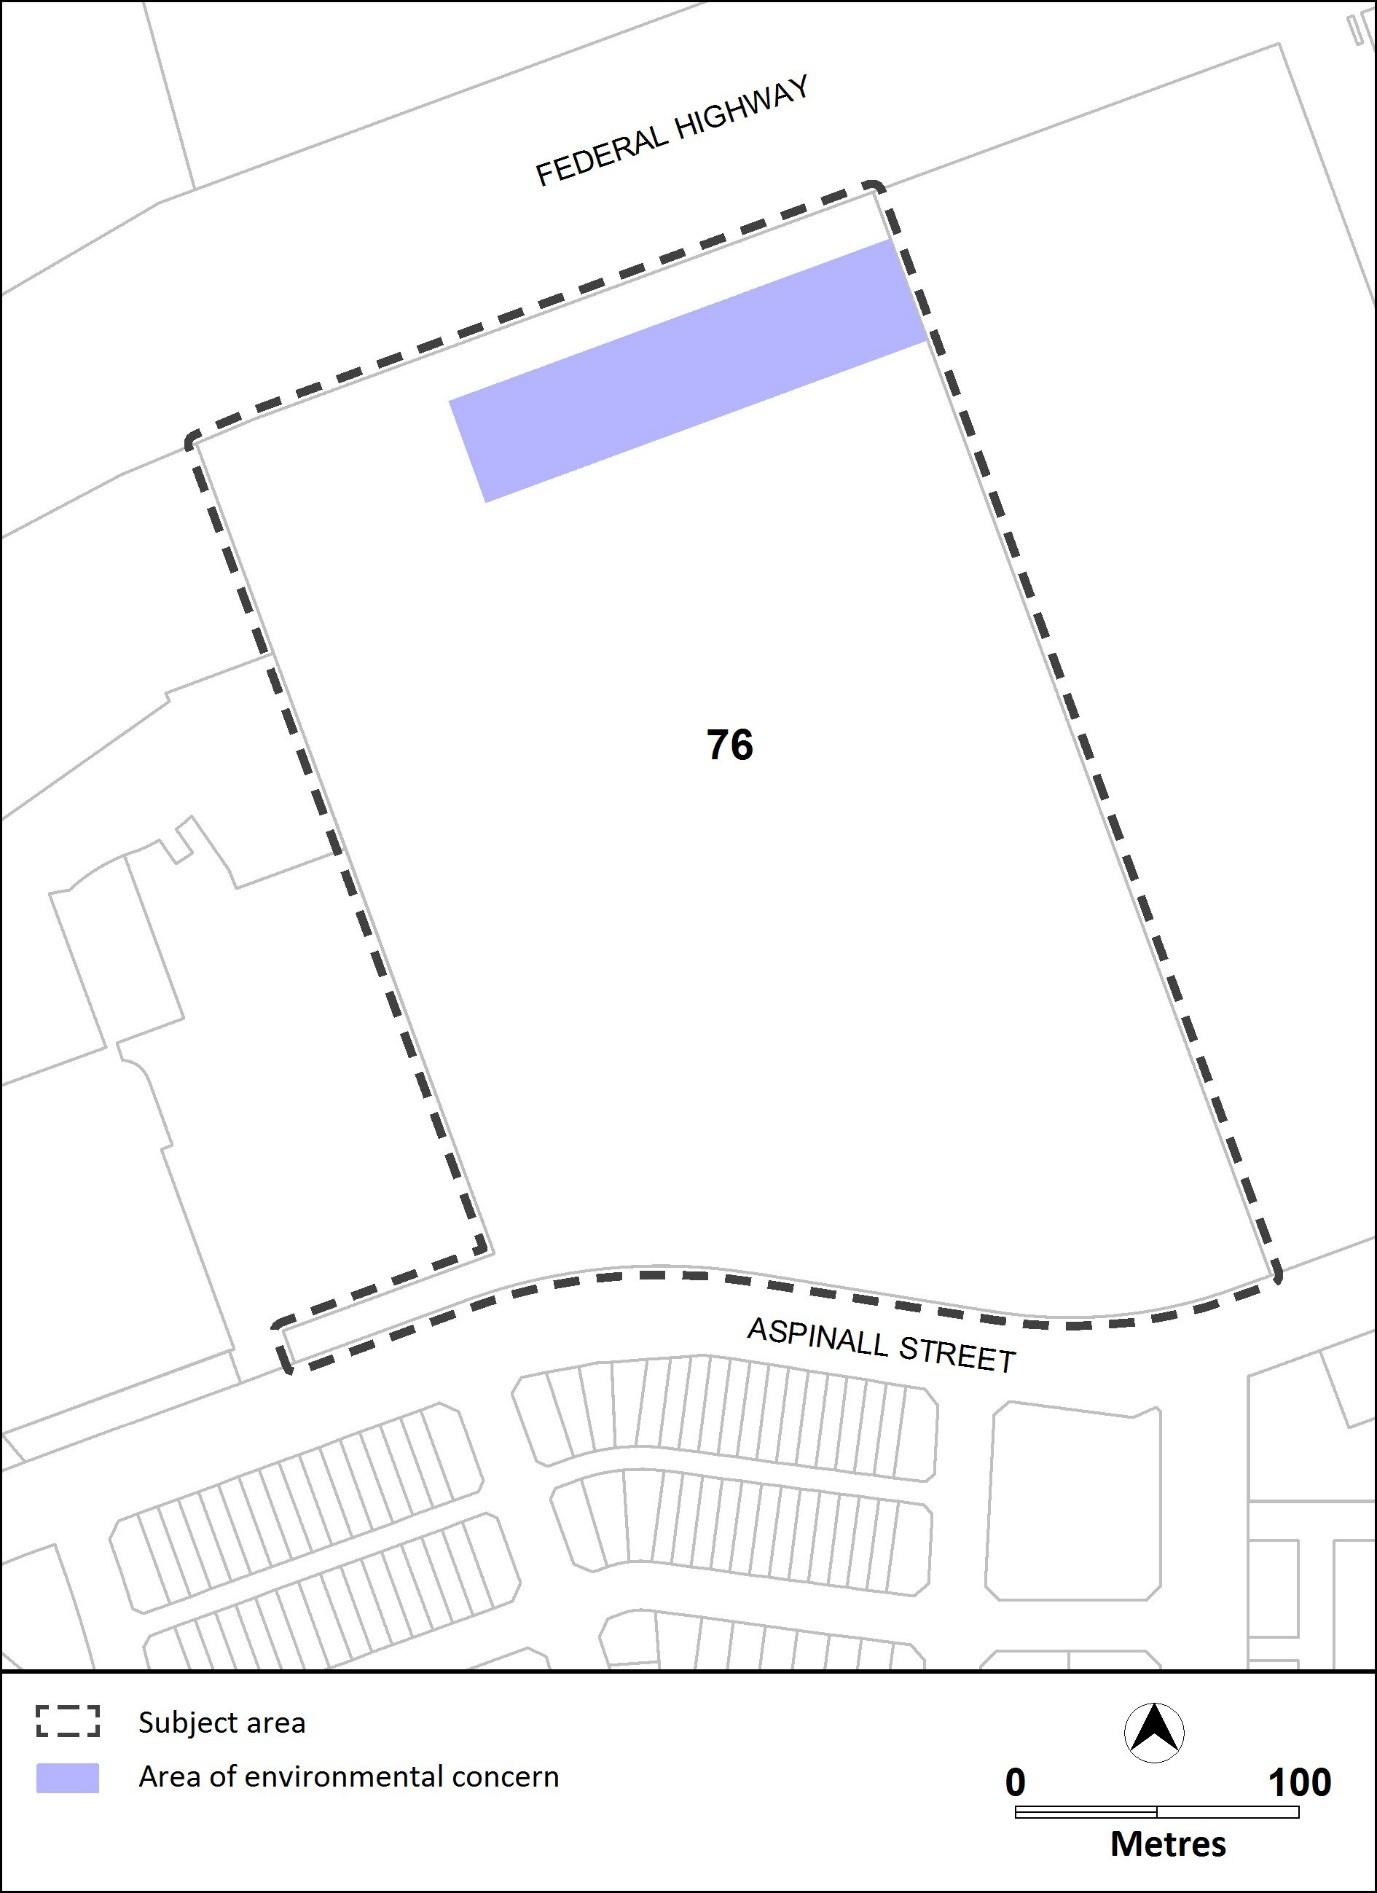 FEDERAL HIGHWAY
76
ASPINALL STREET
Subject area
Area of environmental concern
0 100
Metres